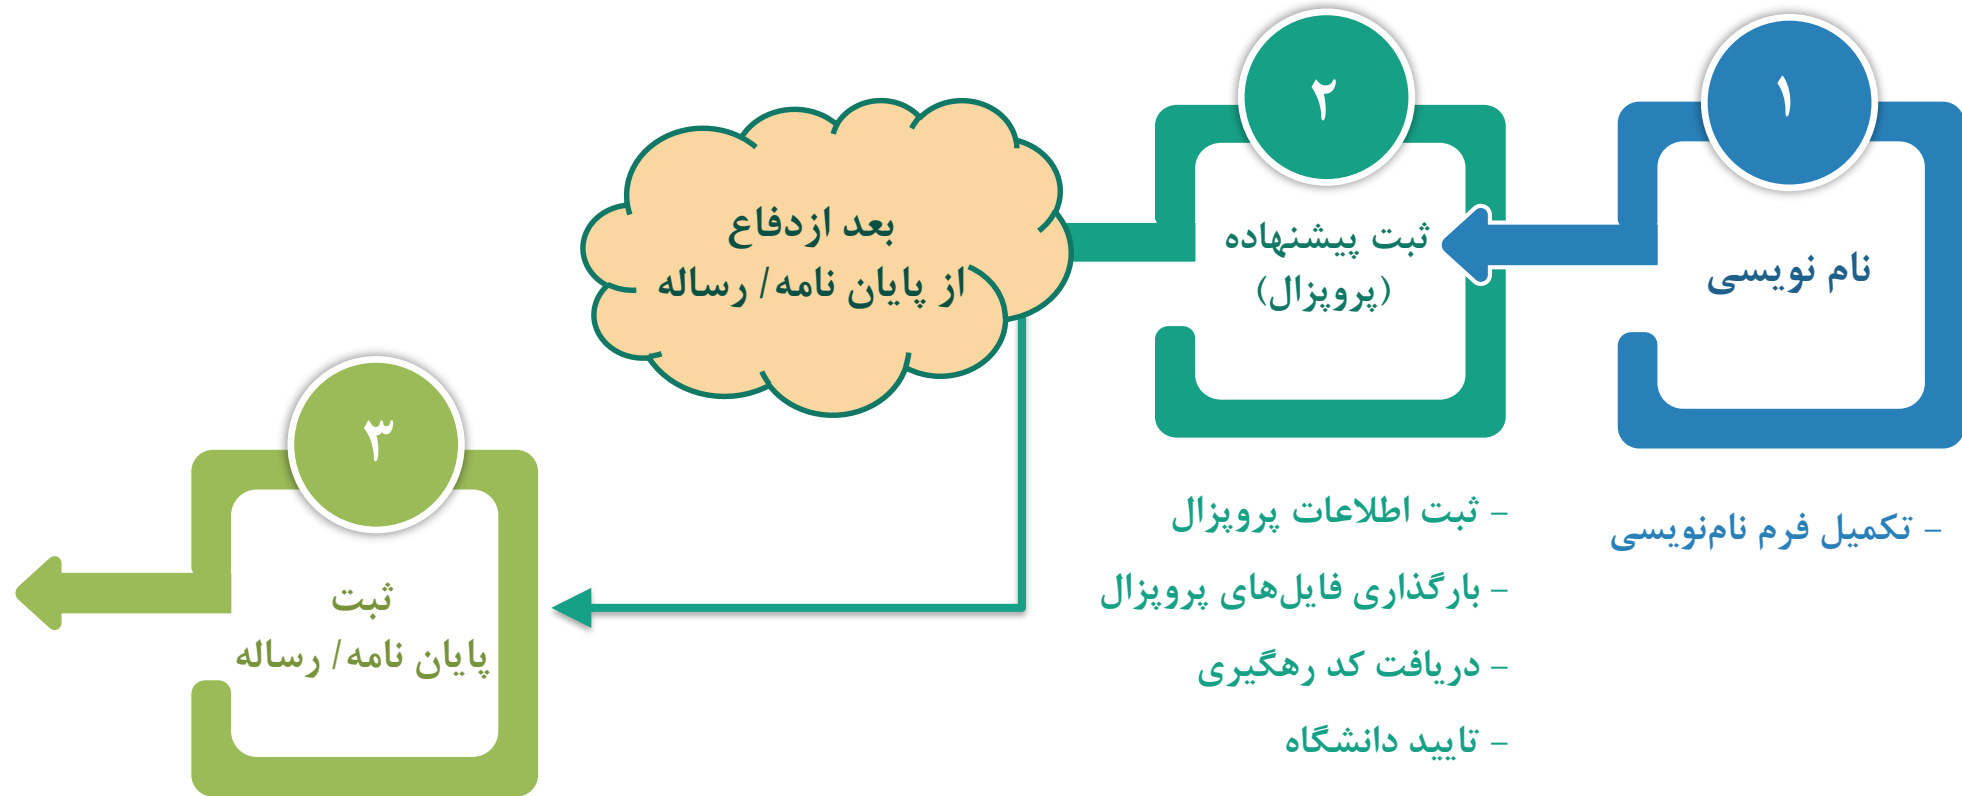 ۱
نام نویسی
- تکمیل فرم نام‌نویسی
۲
ثبت پیشنهاده
(پروپزال)
- ثبت اطلاعات پروپزال
- بارگذاری فایل‌های پروپزال
- دریافت کد رهگیری
- تایید دانشگاه
بعد ازدفاع
از پایان نامه/ رساله
۳
ثبت
پایان نامه/ رساله